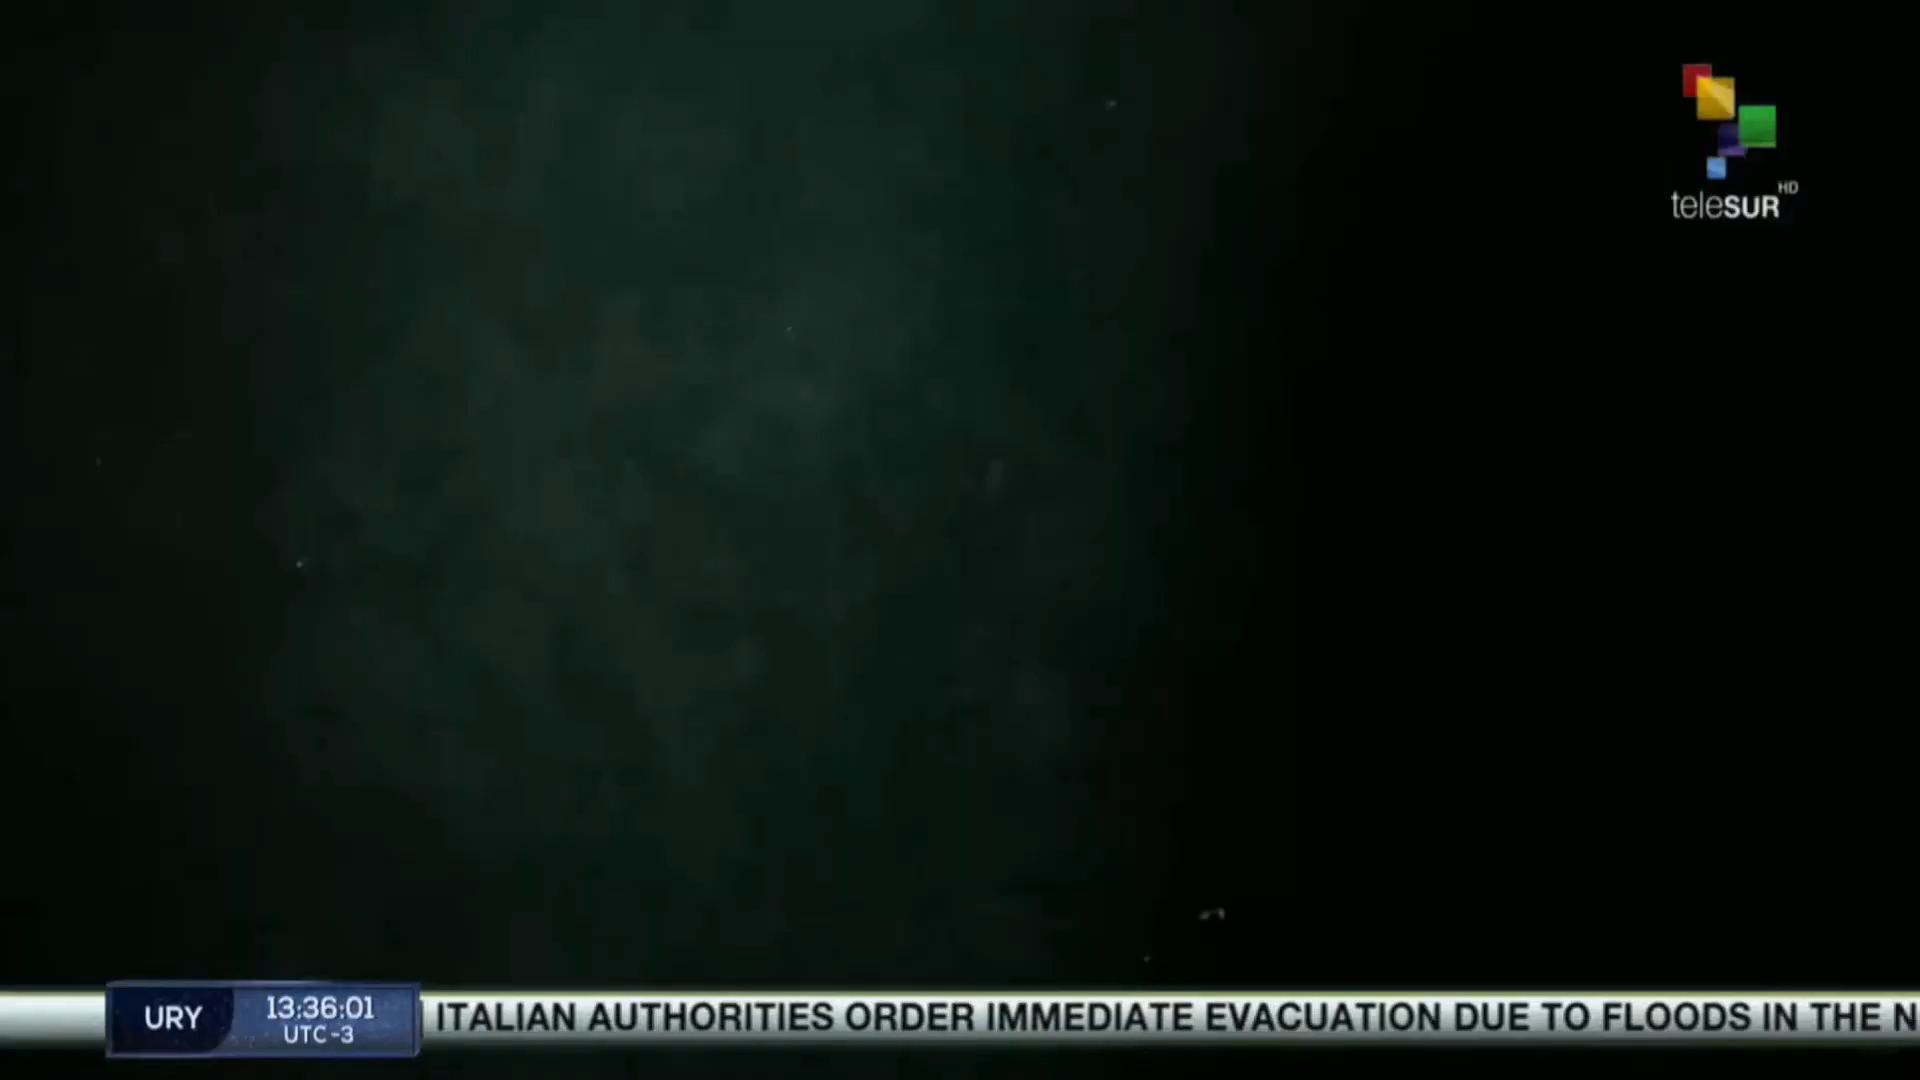 teleSUR HD
URY
13:36:01
UTC -3
ITALIAN AUTHORITIES ORDER IMMEDIATE EVACUATION DUE TO FLOODS IN THE N